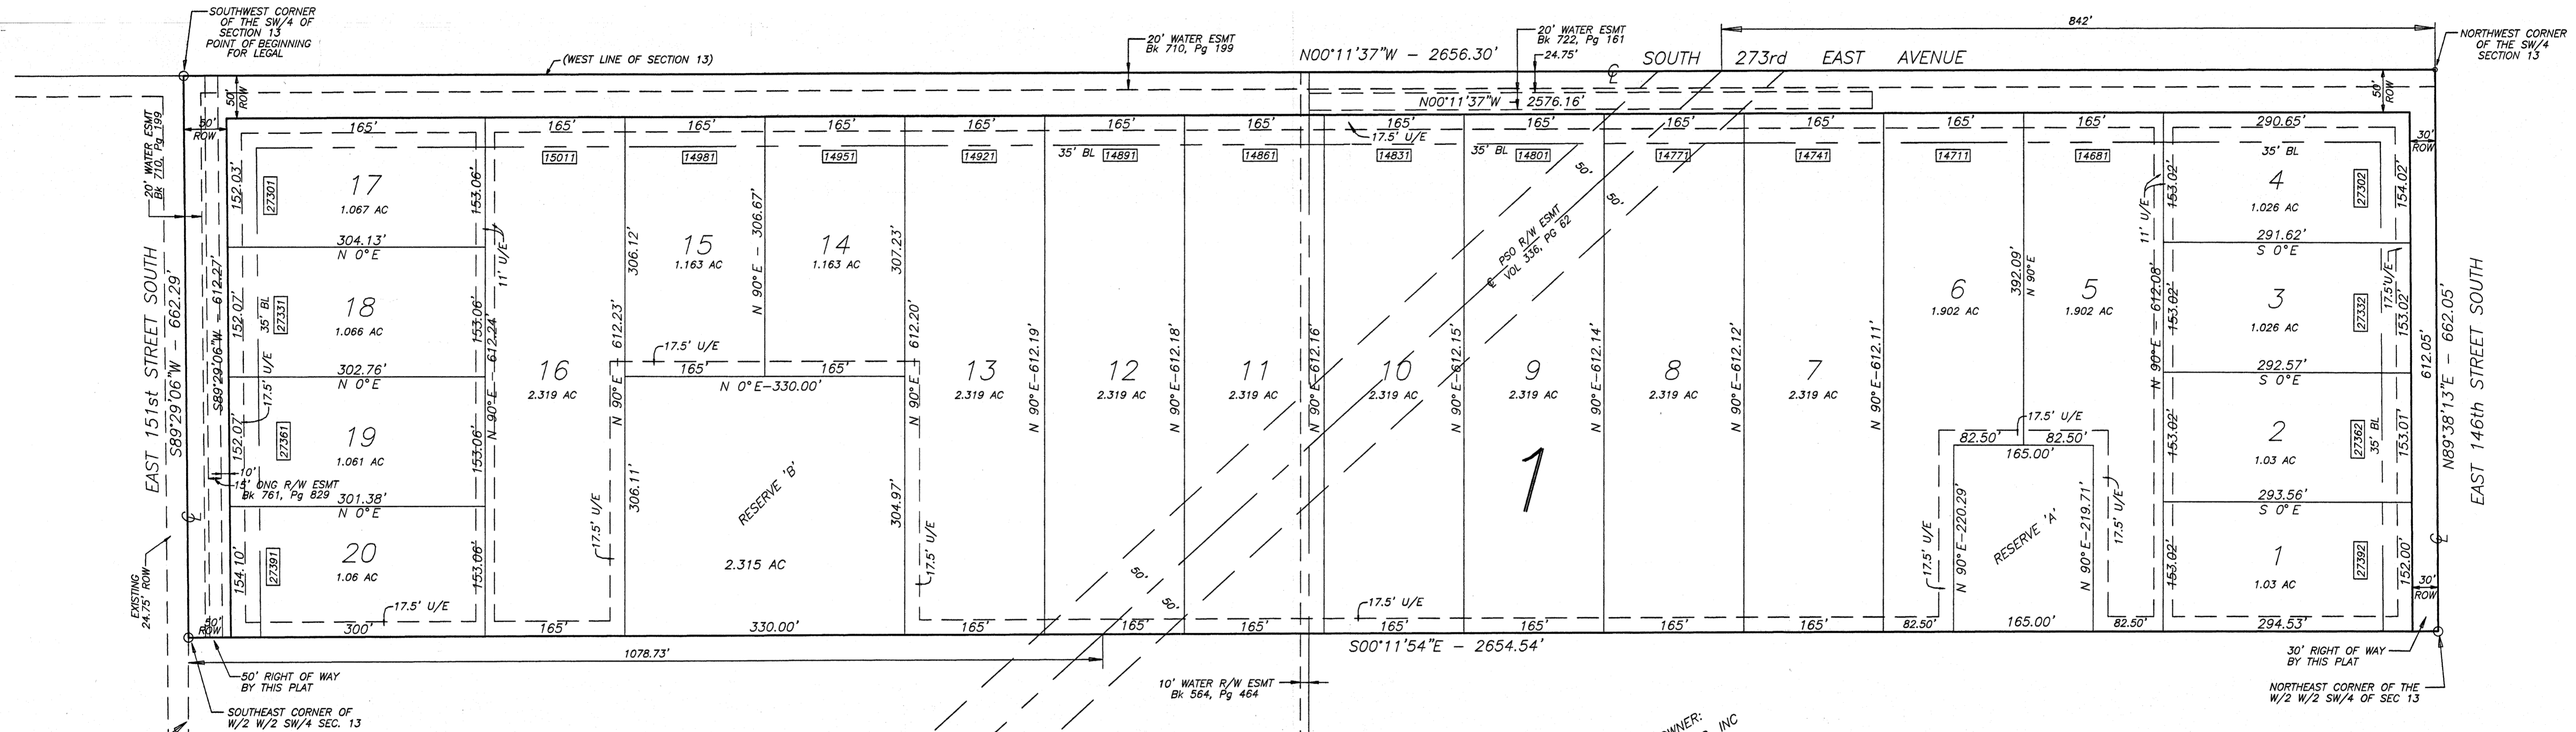 SOUTHWEST CORNER
OF THE SW/4 OF
SECTION 13
POINT OF BEGINNING
FOR LEGAL
(WEST LINE OF SECTION 13)
20' WATER ESMT
Bk 710, Pg 199
N00°11'37"W - 2656.30'
20' WATER ESMT
Bk 722, Pg 161
24.75'
℄
SOUTH 273rd EAST AVENUE
842'
NORTHWEST CORNER
OF THE SW/4
SECTION 13
N00°11'37"W - 2576.16'
50'
ROW
50'
ROW
50'
ROW
30'
ROW
20' WATER ESMT
Bk 710, Pg 199
165'
165'
165'
165'
165'
165'
165'
165'
165'
165'
165'
165'
165'
290.65'
17.5' U/E
35' BL
35' BL
35' BL
15011
14981
14951
14921
14891
14861
14831
14801
14771
14741
14711
14681
EAST 151st STREET SOUTH
S89°29'06"W - 662.29'
S89°29'06"W - 612.27'
152.03'
27301
17
1.067 AC
153.06'
304.13'
N 0°E
152.07'
35' BL
27331
18
1.066 AC
153.06'
302.76'
N 0°E
17.5' U/E
152.07'
27361
19
1.061 AC
153.06'
10'
15' ONG R/W ESMT
Bk 761, Pg 829
301.38'
N 0°E
154.10'
27391
20
1.06 AC
153.06'
17.5' U/E
300'
℄
EXISTING
24.75' ROW
50'
ROW
11' U/E
N 90°E - 612.24'
16
2.319 AC
17.5' U/E
165'
306.12'
N 90°E - 612.23'
306.11'
15
1.163 AC
N 90°E - 306.67'
14
1.163 AC
307.23'
17.5' U/E
165'
165'
N 0°E-330.00'
RESERVE 'B'
2.315 AC
304.97'
330.00'
N 90°E - 612.20'
17.5' U/E
13
2.319 AC
165'
N 90°E-612.19'
12
2.319 AC
165'
N 90°E-612.18'
11
2.319 AC
165'
N 90°E-612.16'
10
2.319 AC
17.5' U/E
165'
N 90°E-612.15'
9
2.319 AC
1
165'
N 90°E-612.14'
8
2.319 AC
165'
N 90°E-612.12'
7
2.319 AC
165'
N 90°E-612.11'
50'
50'
℄
PSO R/W ESMT
VOL 336, PG 62
50'
50'
6
1.902 AC
392.09'
N 90°E
5
1.902 AC
17.5' U/E
82.50'
82.50'
165.00'
17.5' U/E
N 90°E-220.29'
RESERVE 'A'
N 90°E-219.71'
17.5' U/E
82.50'
165.00'
82.50'
11' U/E
N 90°E-612.08'
153.02'
4
1.026 AC
27302
154.02'
291.62'
S 0°E
153.02'
3
1.026 AC
27332
17.5'U/E
153.02'
292.57'
S 0°E
153.02'
2
1.03 AC
27362
35' BL
153.01'
293.56'
S 0°E
153.02'
1
1.03 AC
27392
152.00'
294.53'
612.05'
N89°38'13"E - 662.05'
EAST 146th STREET SOUTH
℄
30'
ROW
1078.73'
S00°11'54"E - 2654.54'
50' RIGHT OF WAY
BY THIS PLAT
SOUTHEAST CORNER OF
W/2 W/2 SW/4 SEC. 13
10' WATER R/W ESMT
Bk 564, Pg 464
30' RIGHT OF WAY
BY THIS PLAT
NORTHEAST CORNER OF THE
W/2 W/2 SW/4 OF SEC 13
OWNER:
INC